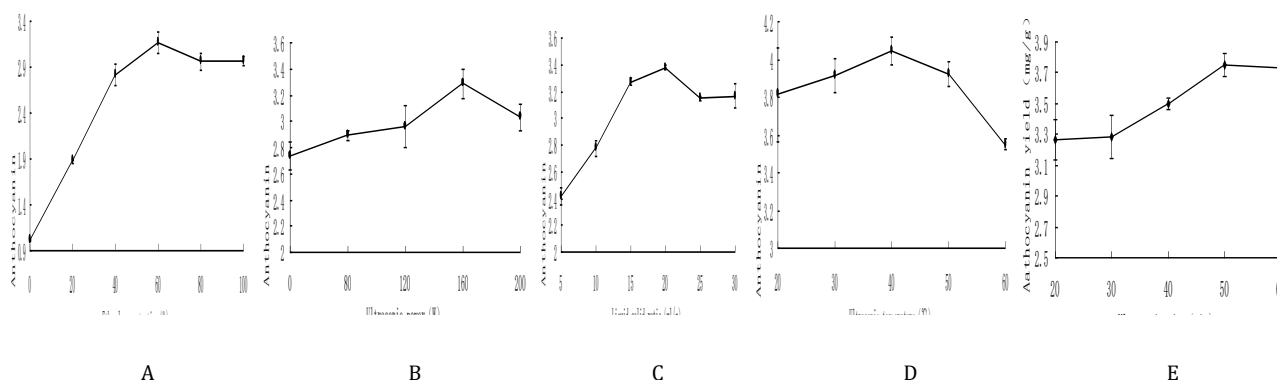 Anthocyanin
3.4
2.9
2.4
1.9
1.4
0.9
0 20 40 60 80 100
A
Anthocyanin
3.6
3.4
3.2
3
2.8
2.6
2.4
2.2
2
0 80 120 160 200
Ultrasonic power (W)
B
Anthocyanin
3.6
3.4
3.2
3
2.8
2.6
2.4
2.2
2
5 10 15 20 25 30
C
Anthocyanin
4.2
4
3.8
3.6
3.4
3.2
3
20 30 40 50 60
D
Anthocyanin yield (mg/g)
3.9
3.7
3.5
3.3
3.1
2.9
2.7
2.5
20 30 40 50
E